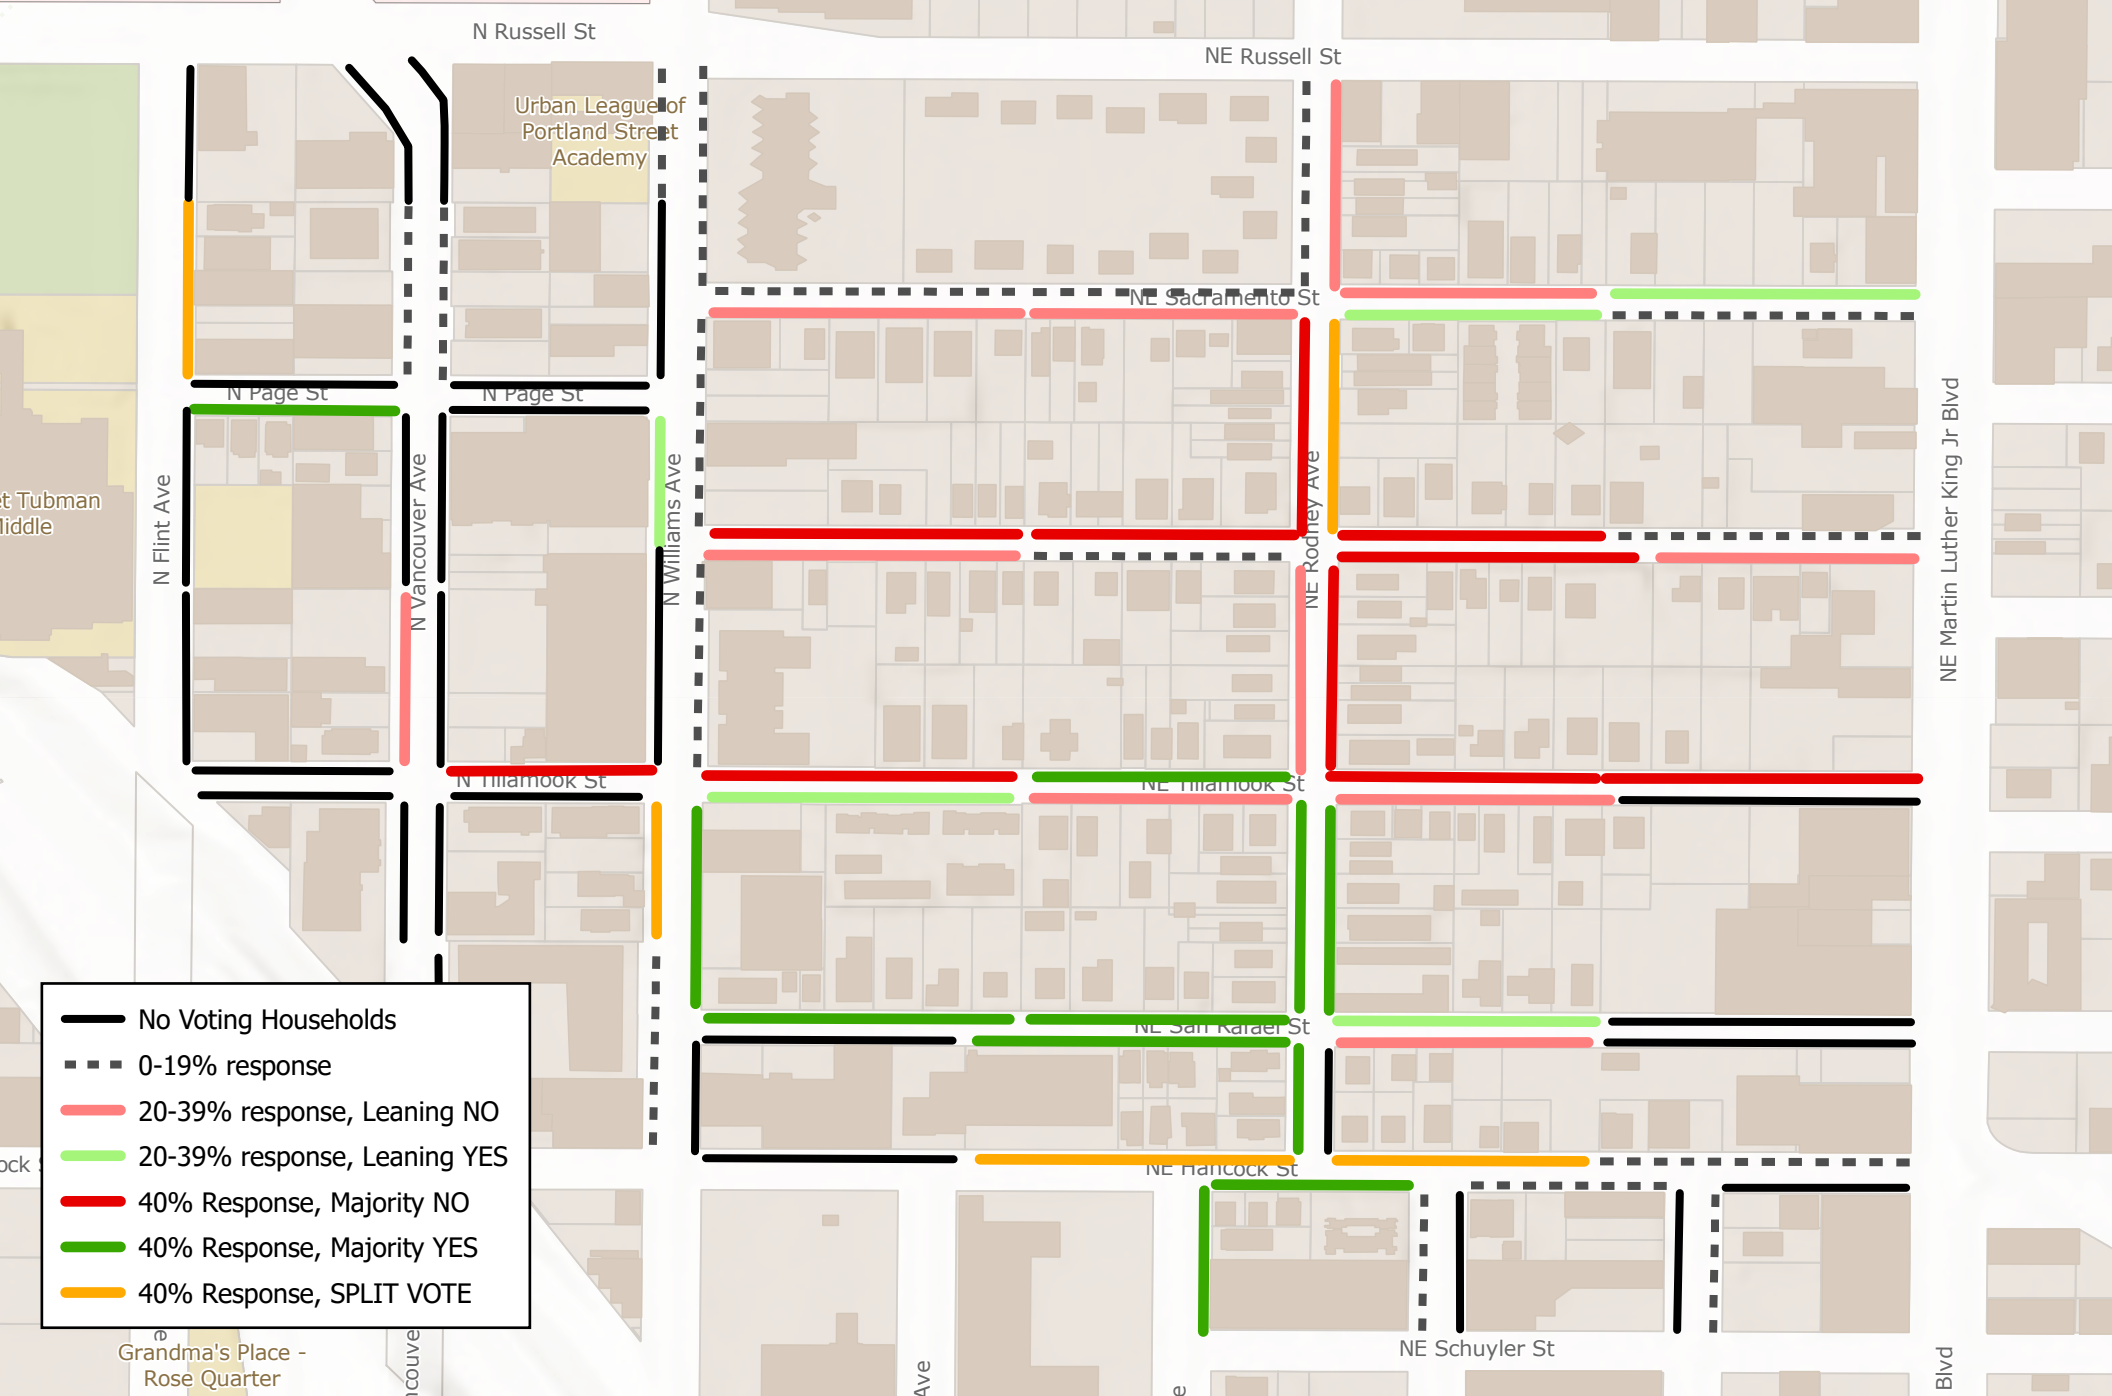 N Russell St
NE Russell St
Urban League of
Portland Street
Academy
NE Sacramento St
N Page St
N Page St
et Tubman
N Flint Ave
N Vancouver Ave
N Williams Ave
NE Rodney Ave
NE Martin Luther King Jr Blvd
N Tillamook St
NE Tillamook St
NE San Rafael St
NE Hancock St
NE Schuyler St
No Voting Households
0-19% response
20-39% response, Leaning NO
20-39% response, Leaning YES
40% Response, Majority NO
40% Response, Majority YES
40% Response, SPLIT VOTE
Grandma's Place -
Rose Quarter
Ave
Blvd